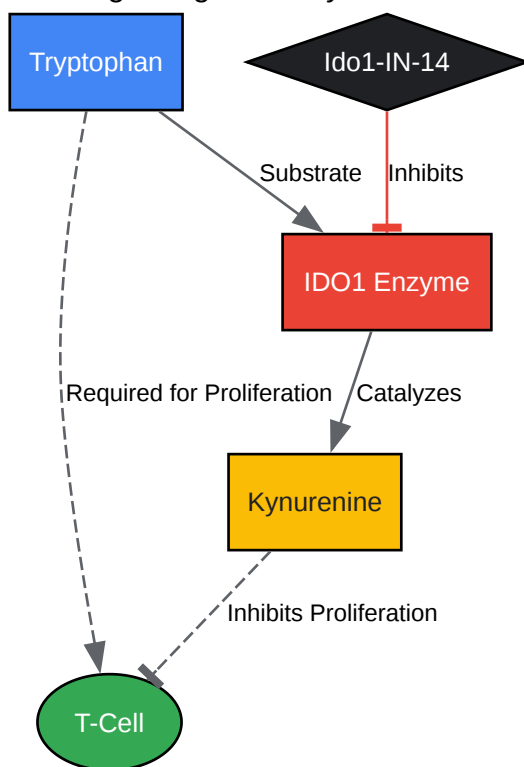 Tryptophan
Ido1-IN-14
Substrate
Inhibits
IDO1 Enzyme
Required for Proliferation
Catalyzes
Kynurenine
Inhibits Proliferation
T-Cell